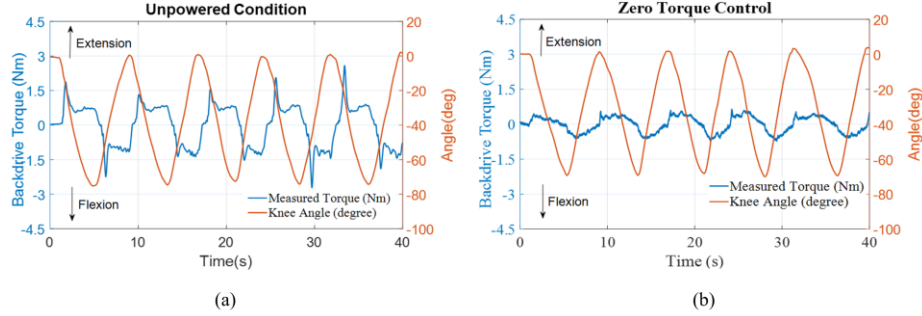 Unpowered Condition
4.5
3
1.5
0
1.5
-3
-4.5
Backdrive Torque (Nm)
Extension
Flexion
Measured Torque (Nm)
Knee Angle (degree)
20
0
-20
-40
-60
-80
-100
Angle(deg)
0 10 20 30 40
Time(s)
(a)
Zero Torque Control
4.5
3
1.5
0
-1.5
-3
-4.5
Backdrive Torque (Nm)
Extension
Flexion
Measured Torque (Nm)
Knee Angle (degree)
20
0
-20
-40
-60
-80
-100
Angle(deg)
0 10 20 30 40
Time (s)
(b)